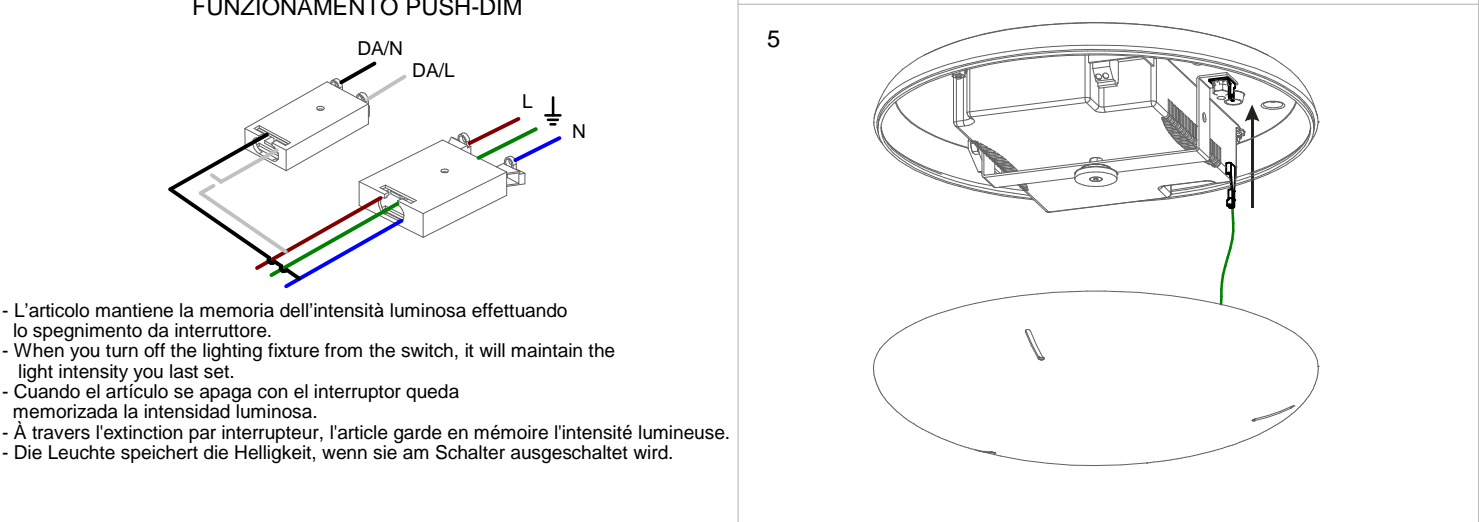 FUNZIONAMENTO PUSH-DIM
DA/N
DA/L
L
N
- L'articolo mantiene la memoria dell'intensità luminosa effettuando
lo spegnimento da interruttore.
- When you turn off the lighting fixture from the switch, it will maintain the
light intensity you last set.
- Cuando el artículo se apaga con el interruptor queda
memorizada la intensidad luminosa.
- À travers l'extinction par interrupteur, l'article garde en mémoire l'intensité lumineuse.
- Die Leuchte speichert die Helligkeit, wenn sie am Schalter ausgeschaltet wird.
5